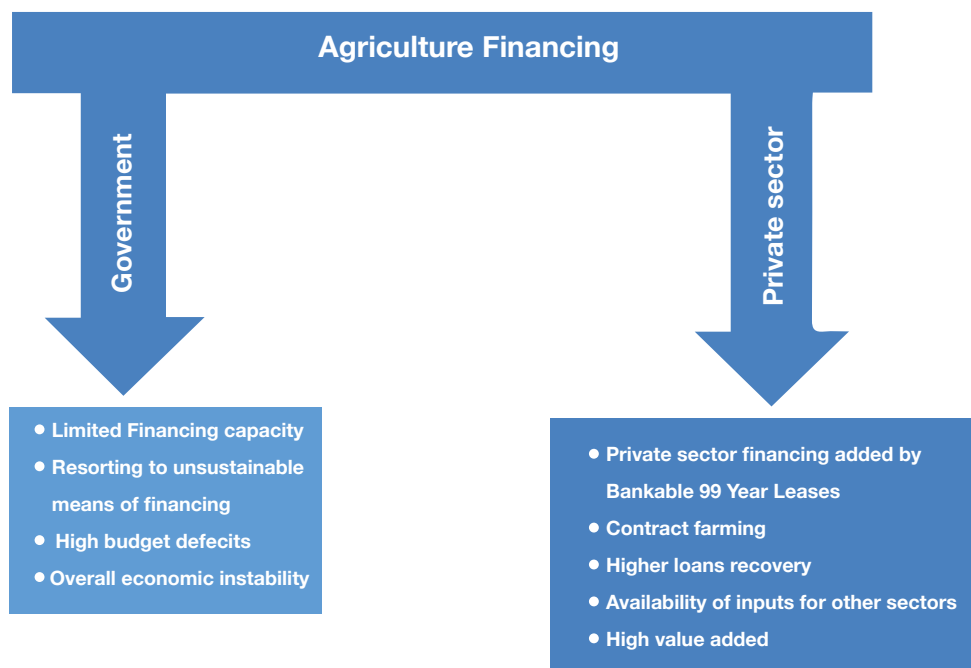 Agriculture Financing
Government
Private sector
• Limited Financing capacity
• Resorting to unsustainable
means of financing
• High budget defecits
• Overall economic instability
• Private sector financing added by
Bankable 99 Year Leases
• Contract farming
• Higher loans recovery
• Availability of inputs for other sectors
• High value added